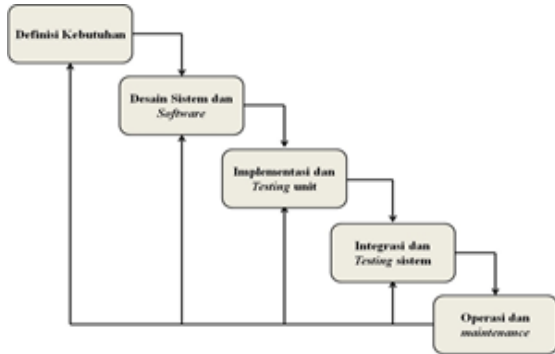 Definisi Kebutuhan
Desain Sistem dan
Software
Implementasi dan
Testing unit
Integrasi dan
Testing sistem
Operasi dan
maintenance